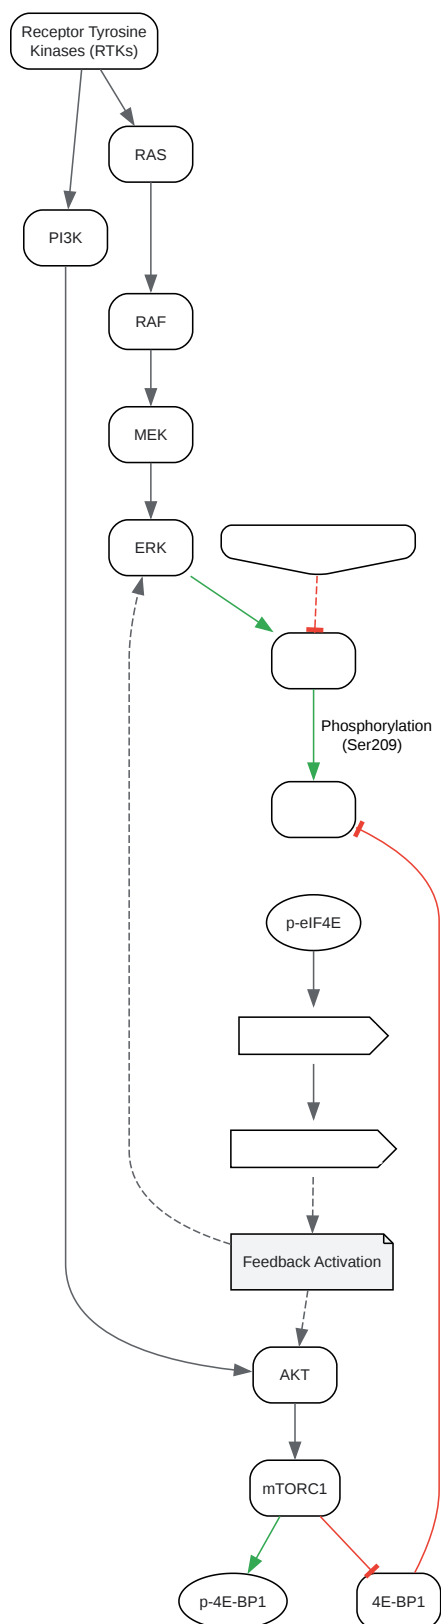 Receptor Tyrosine
Kinases (RTKs)
RAS
PI3K
RAF
MEK
ERK
Phosphorylation
(Ser209)
p-eIF4E
Feedback Activation
AKT
mTORC1
p-4E-BP1
4E-BP1